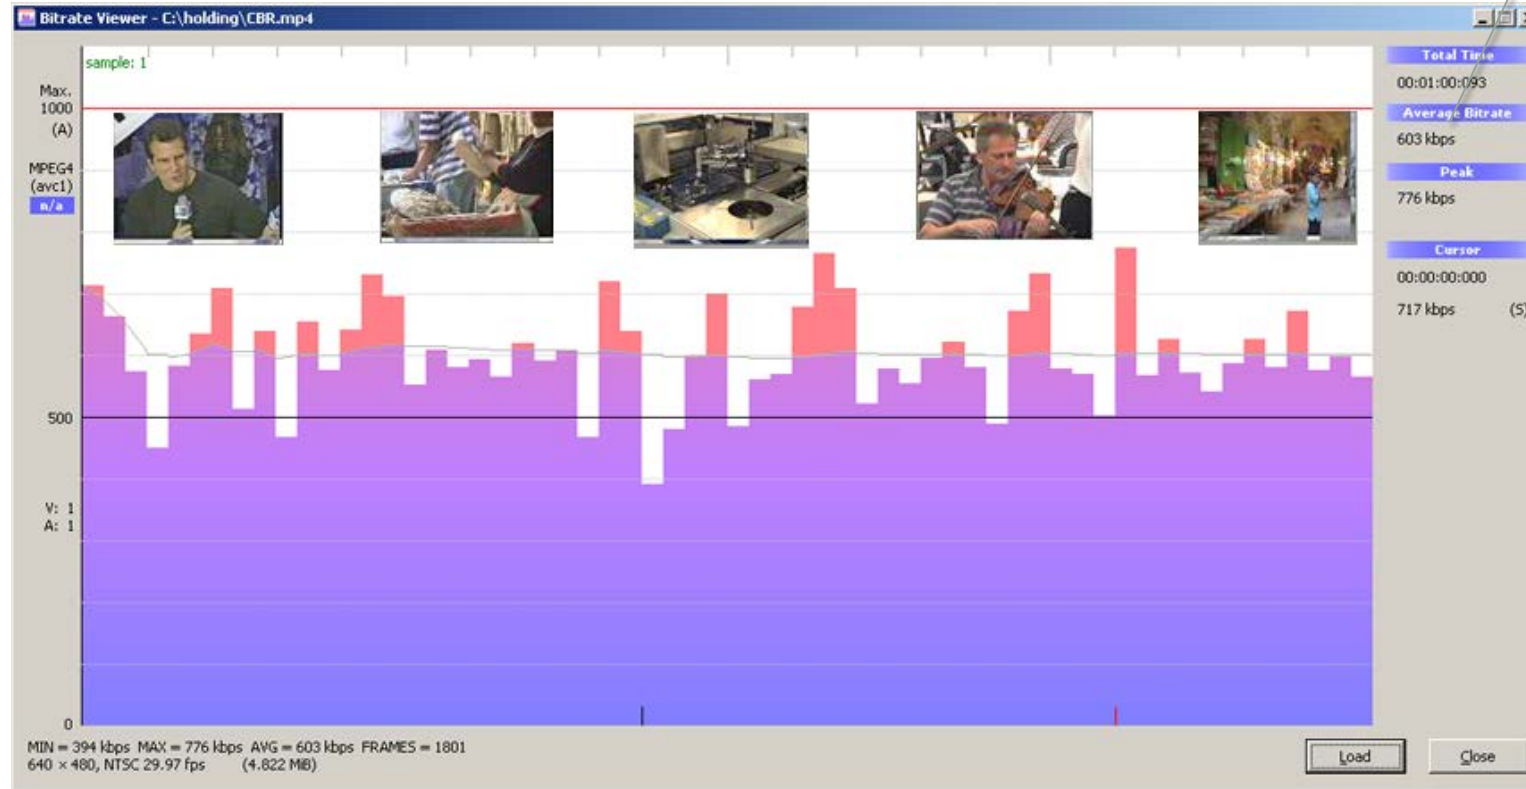 Bitrate Viewer - C:\holding\CBR.mp4
sample: 1
Max.
1000
(A)
MPEG4
(avc1)
n/a
500
V: 1
A: 1
0
Total Time
00:01:00:093
Average Bitrate
603 kbps
Peak
776 kbps
Cursor
00:00:00:000
717 kbps (S)
MIN = 394 kbps MAX = 776 kbps AVG = 603 kbps FRAMES = 1801
640 × 480, NTSC 29.97 fps (4.822 MiB)
Load
Close